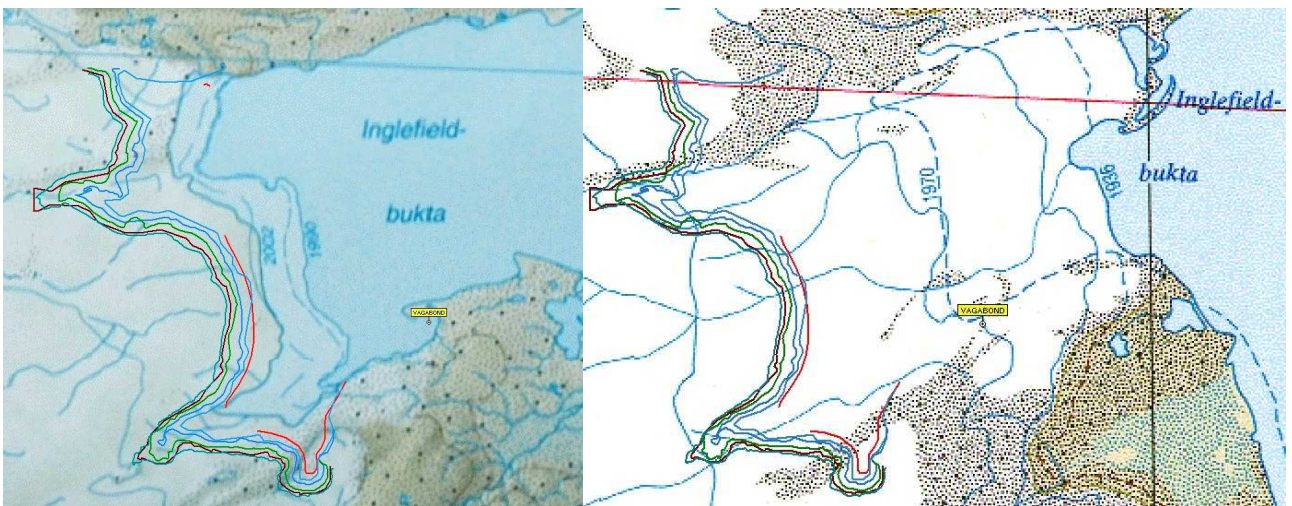 Inglefield-
bukta
2002
1990
VAGABOND
Inglefield-
bukta
1970
1936
VAGABOND